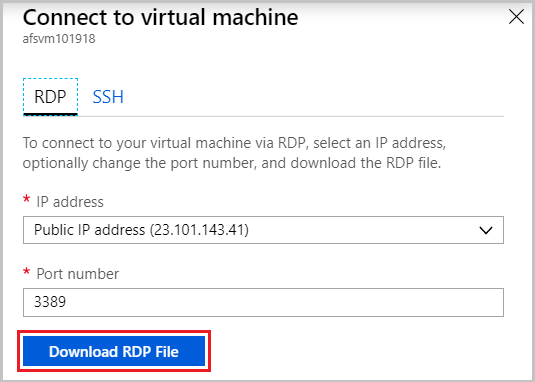 Connect to virtual machine
afsvm101918
RDP SSH
To connect to your virtual machine via RDP, select an IP address,
optionally change the port number, and download the RDP file.
* IP address
Public IP address (23.101.143.41)
* Port number
3389
Download RDP File